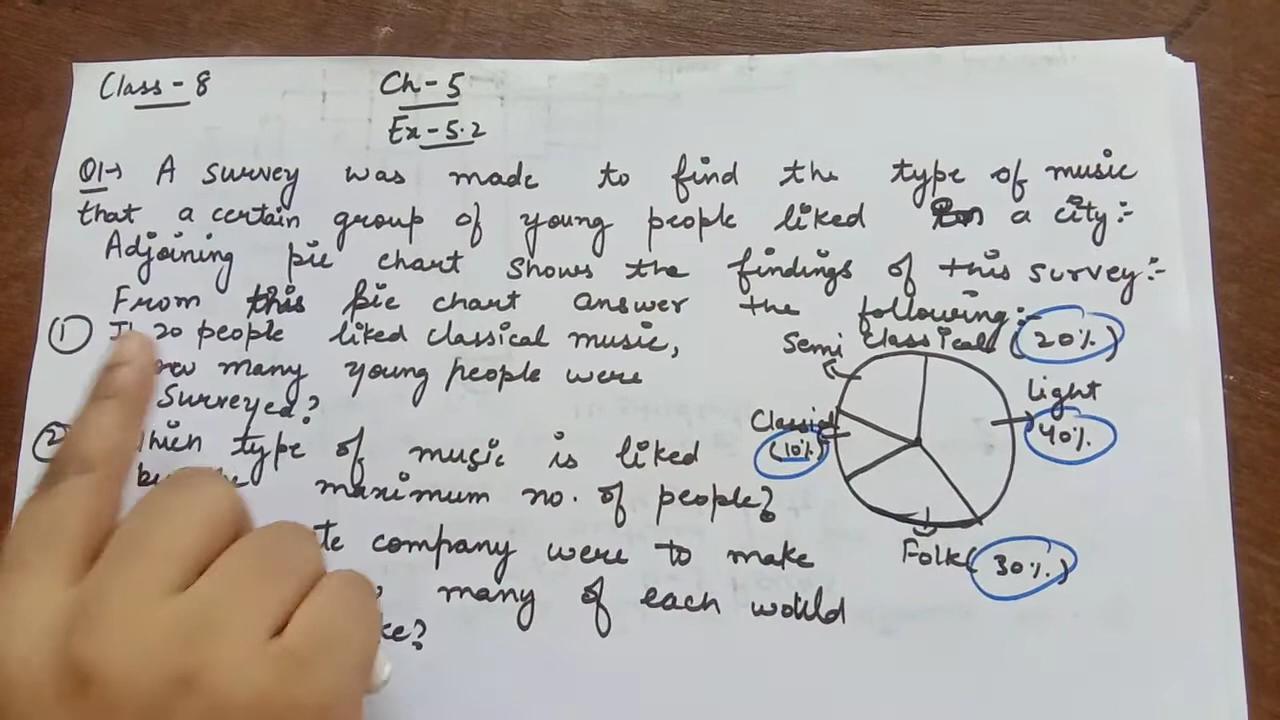 Class - 8
Ch - 5
Ex - 5.2
Q1→ A survey was made to find the type of music
that a certain group of young people liked in a city:-
Adjoining pie chart shows the findings of this survey:-
From this pie chart answer the following:-
① If 20 people liked classical music,
many young people were
Surveyed?
② type of music is liked
maximum no. of people?
company were to make
many of each would
Semi Classical (20%)
Light
40%
Classical
(10%)
Folk (30%)